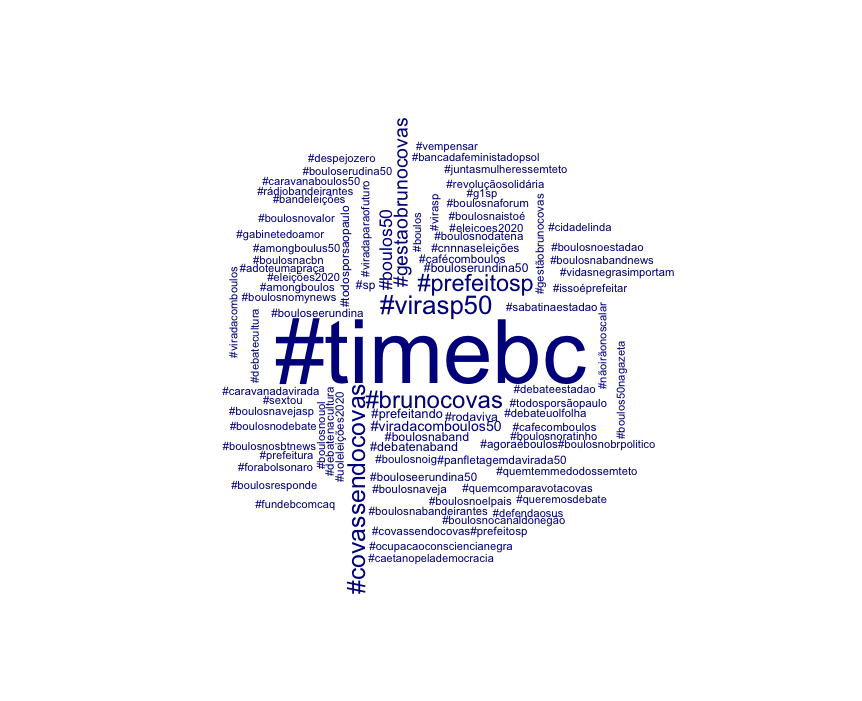 #vempensar
#despejozero
#bancadafeministadopsol
#bouloserudina50
#juntasmulheressemteto
#caravanaboulos50
#revoluçãosolidária
#rádiobandeirantes
#g1sp
#bandeleições
#boulosnaforum
#gestãobrunocovas
#boulos50
#viradaparaofuturo
#todosporsaopaulo
#boulos
#virasp
#boulosnovalor
#boulosnaistoé
#eleicoes2020
#cidadelinda
#gabinetedoamor
#boulosnodatena
#amongboulus50
#cnnnaseleições
#boulosnoestadao
#boulosnacbn
#cafécomboulos
#boulosnabandnews
#adoteumapraça
#bouloserundina50
#vidasnegrasimportam
#eleições2020
#gestãobrunocovas
#amongboulos
#sp
#prefeitosp
#issoéprefeitar
#boulosnomynews
#virasp50
#sabatinaestadao
#bouloseerundina
#viradacomboulos
#debatecultura
#timebc
#nãoirãonoscalar
#boulos50nagazeta
#caravanadavirada
#debateestadao
#sextou
#brunocovas
#todosporsãopaulo
#boulosnavejasp
#prefeitando
#rodaviva
#debateuolfolha
#boulosnodebate
#viradacomboulos50
#cafecomboulos
#boulosnouol
#debatenacultura
#uoleleições2020
#covassendocovas
#boulosnaband
#boulosnoratinho
#boulosnosbtnews
#debatenaband
#agoraeboulos
#boulosnobrpolitico
#prefeitura
#boulosnoig
#panfletagemdavirada50
#forabolsonaro
#quemtemmedodossemteto
#bouloseerundina50
#boulosresponde
#boulosnaveja
#quemcomparavotacovas
#boulosnoelpais
#queremosdebate
#fundebcomcaq
#boulosnabandeirantes
#defendaosus
#boulosnocanaldonegao
#covassendocovas
#prefeitosp
#ocupacaoconsciencianegra
#caetanopelademocracia